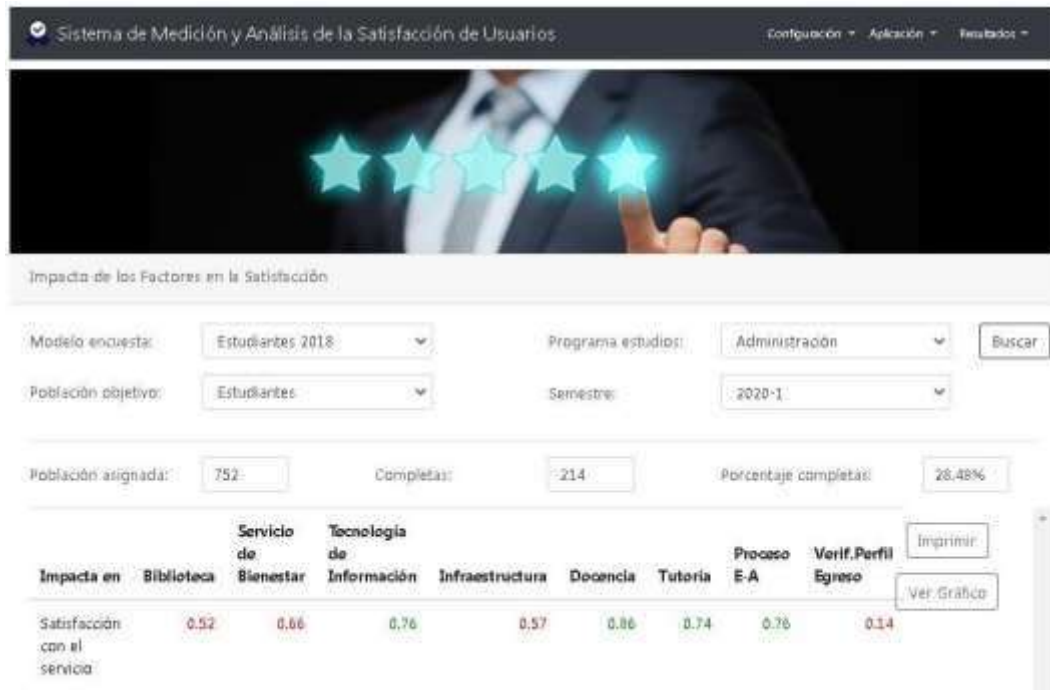 Sistema de Medición y Análisis de la Satisfacción de Usuarios
Configuración Aplicación Resultados
Impacto de los Factores en la Satisfacción
Modelo encuesta: Estudiantes 2018 Programa estudios: Administración Buscar
Población objetivo: Estudiantes Semestre: 2020-1
Población asignada: 752 Completas: 214 Porcentaje completas: 28.48%
Servicio Tecnología
de de Proceso Verif.Perfil Imprimir
Impacta en Biblioteca Bienestar Información Infraestructura Docencia Tutoria E-A Egreso
Ver Gráfico
Satisfacción 0.52 0.66 0.76 0.57 0.86 0.74 0.76 0.14
con el
servicio